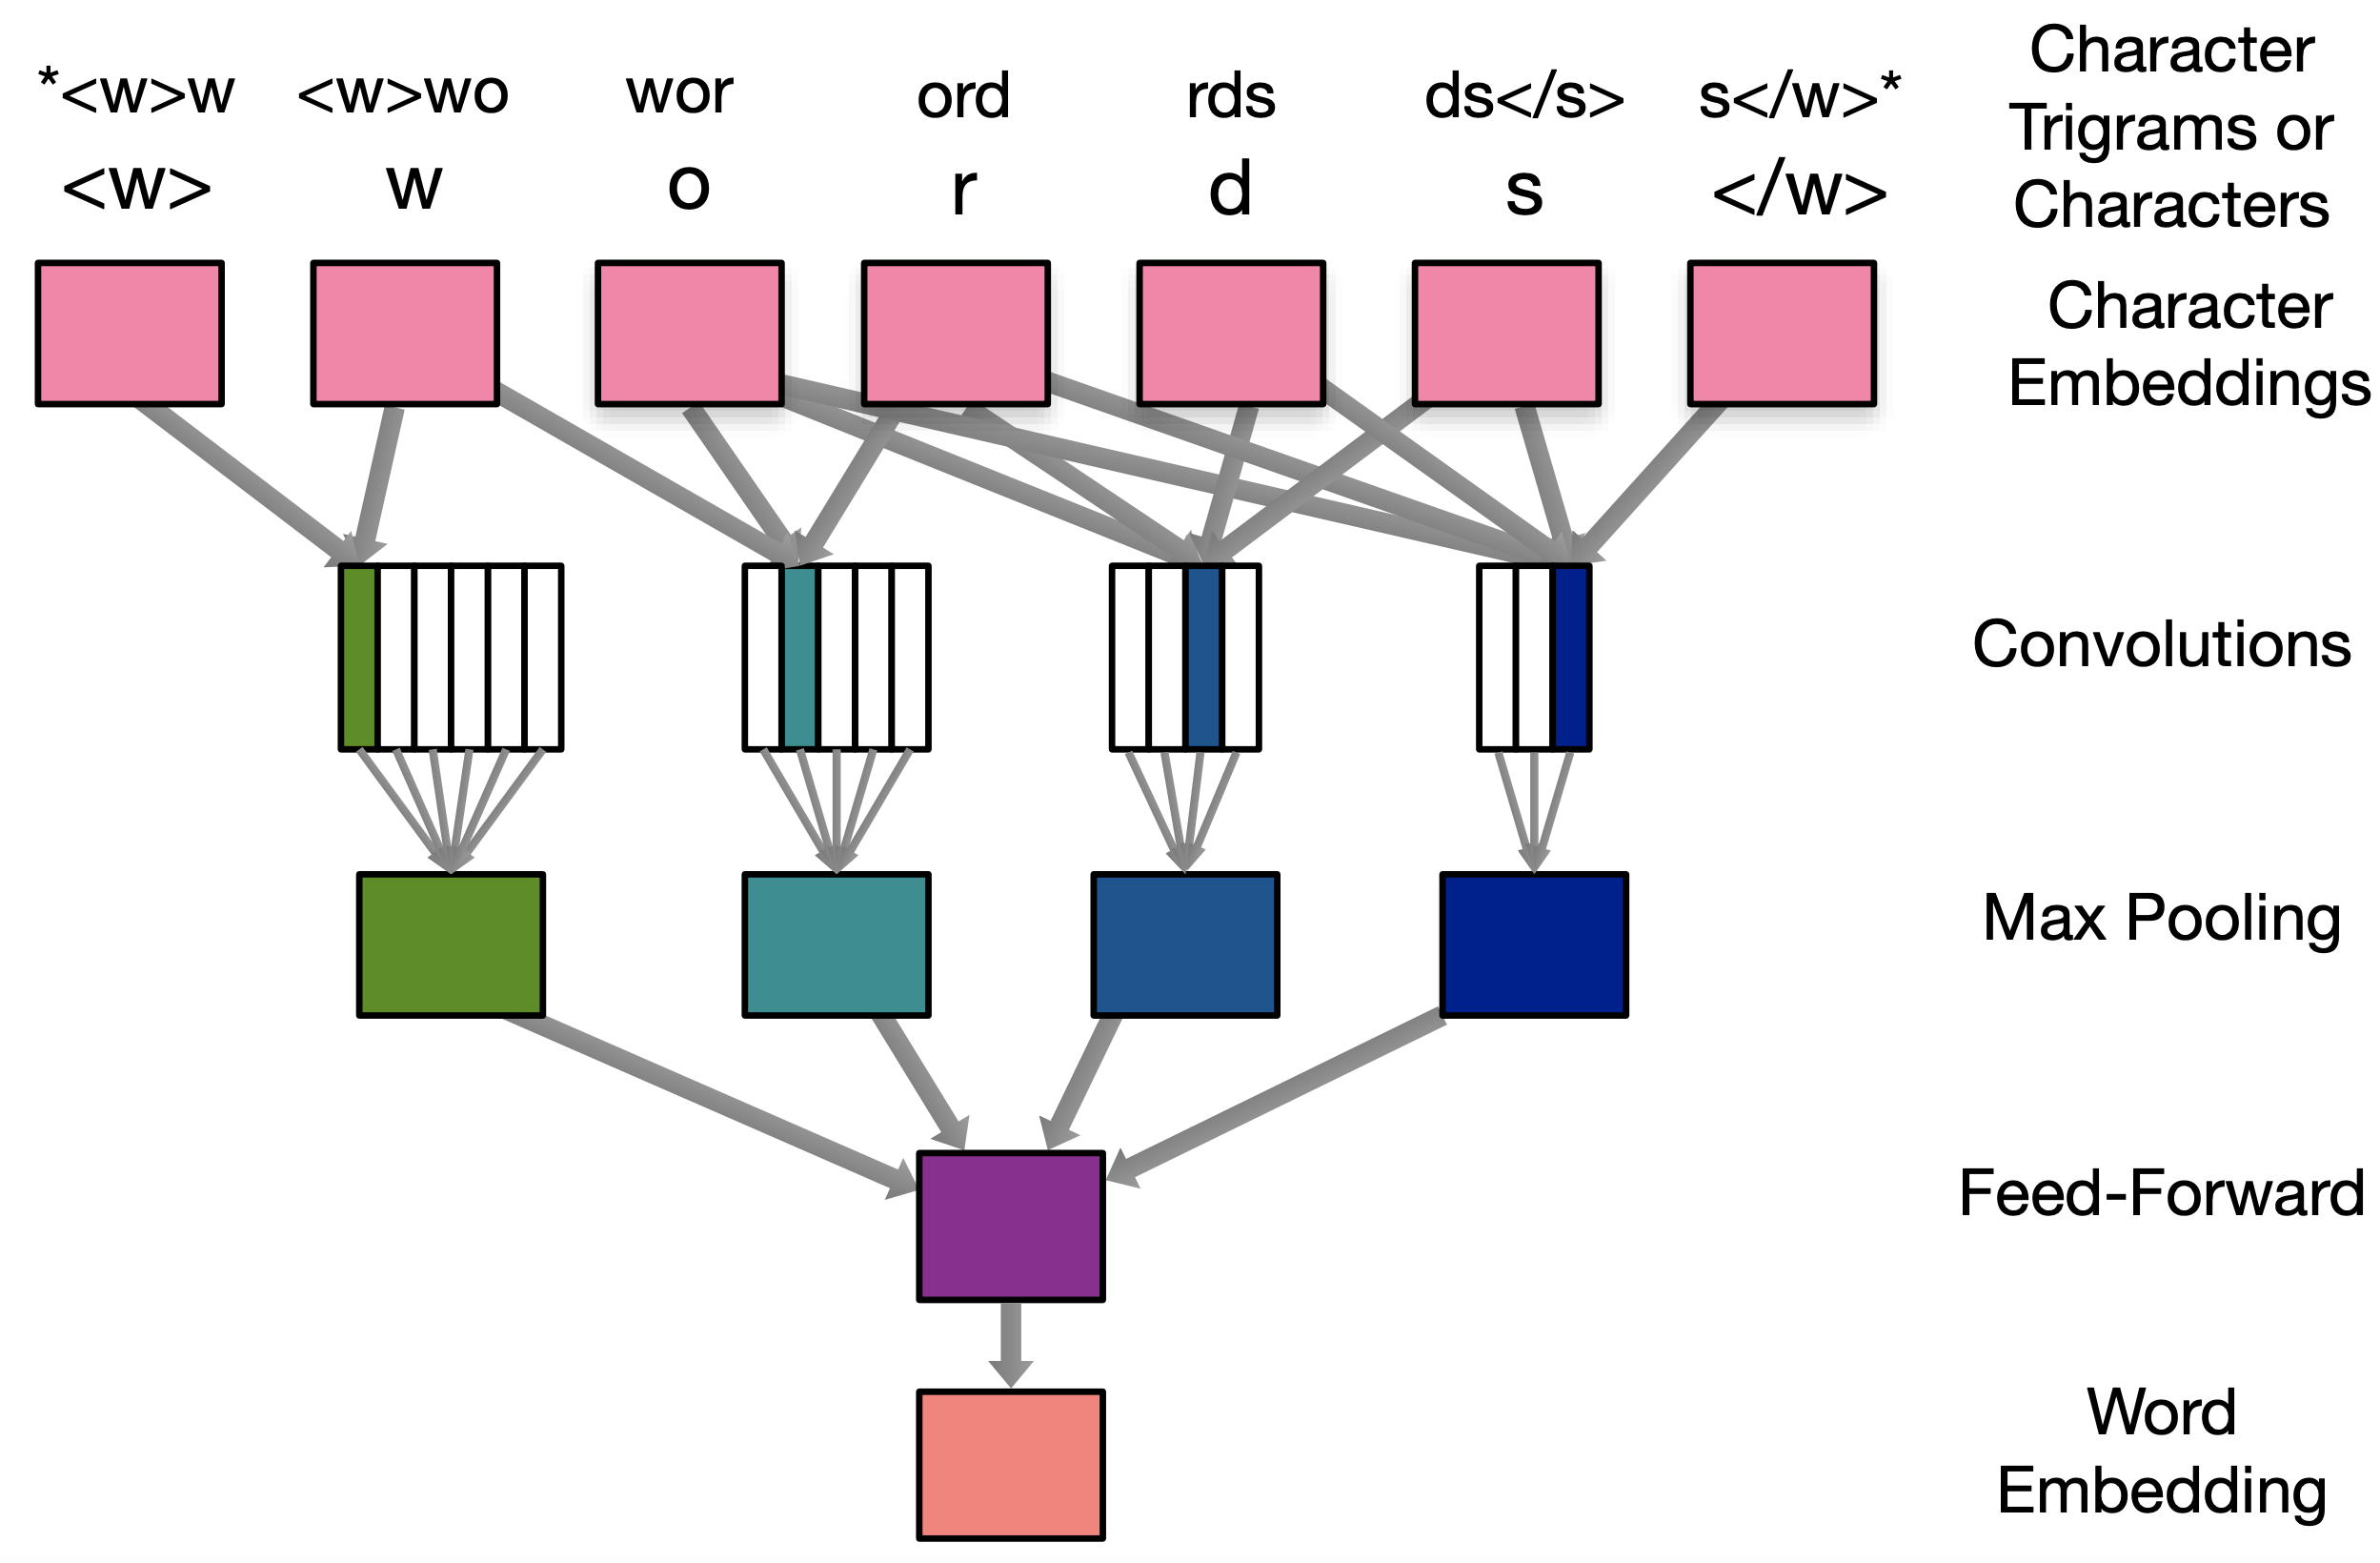 *<w>w <w>wo wor ord rds ds</s> s</w>*
<w> w o r d s </w>
Character
Trigrams or
Characters
Character
Embeddings
Convolutions
Max Pooling
Feed-Forward
Word
Embedding